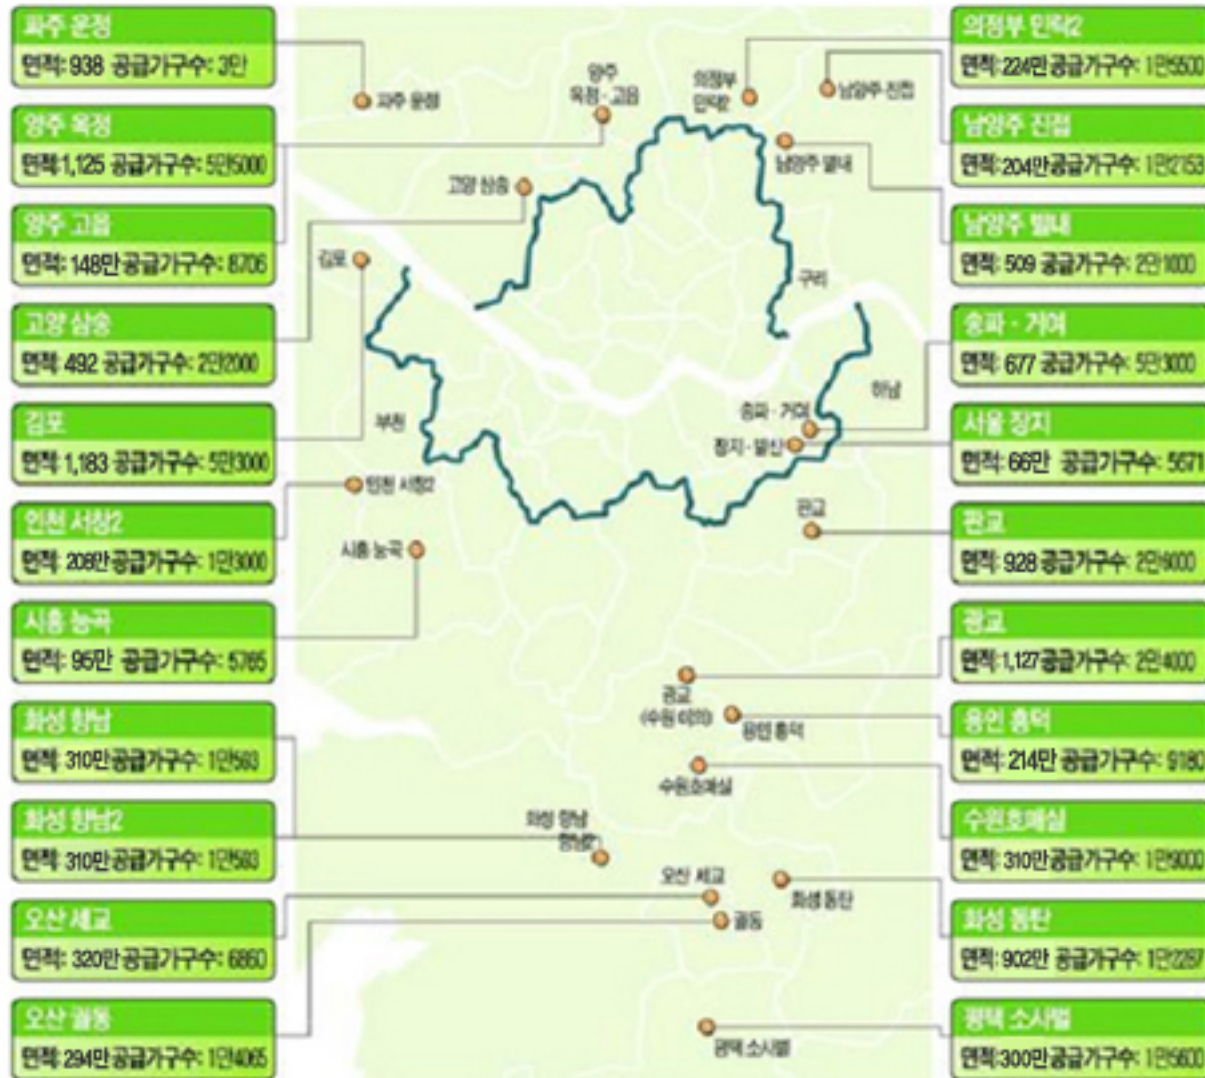 파주 운정
면적: 938 공급가구수: 3만
양주 옥정
면적:1,125 공급가구수: 5만5000
양주 고읍
면적: 148만 공급가구수: 8706
고양 삼송
면적: 492 공급가구수: 2만2000
김포
면적: 1,183 공급가구수: 5만3000
인천 서창2
면적: 208만 공급가구수: 1만3000
시흥 능곡
면적: 95만 공급가구수: 5765
화성 향남
면적: 310만 공급가구수: 1만593
화성 향남2
면적: 310만 공급가구수: 1만593
오산 세교
면적: 320만 공급가구수: 6860
오산 궐동
면적: 294만 공급가구수: 1만4065
파주 운정
양주
옥정·고읍
의정부
민락2
남양주 진접
남양주 별내
고양 삼송
김포
구리
하남
부천
송파·거여
장지·발산
인천 서창2
시흥 능곡
판교
광교
(수원 이의)
용인 흥덕
수원호매실
화성 향남
향남2
오산 세교
화성 동탄
궐동
평택 소사벌
의정부 민락2
면적: 224만 공급가구수: 1만5500
남양주 진접
면적: 204만 공급가구수: 1만2153
남양주 별내
면적: 509 공급가구수: 2만1000
송파·거여
면적: 677 공급가구수: 5만3000
서울 장지
면적: 66만 공급가구수: 5671
판교
면적: 928 공급가구수: 2만6000
광교
면적:1,127 공급가구수: 2만4000
용인 흥덕
면적: 214만 공급가구수: 9180
수원호매실
면적:310만 공급가구수: 1만9000
화성 동탄
면적: 902만 공급가구수: 1만2287
평택 소사벌
면적:300만 공급가구수: 1만5600